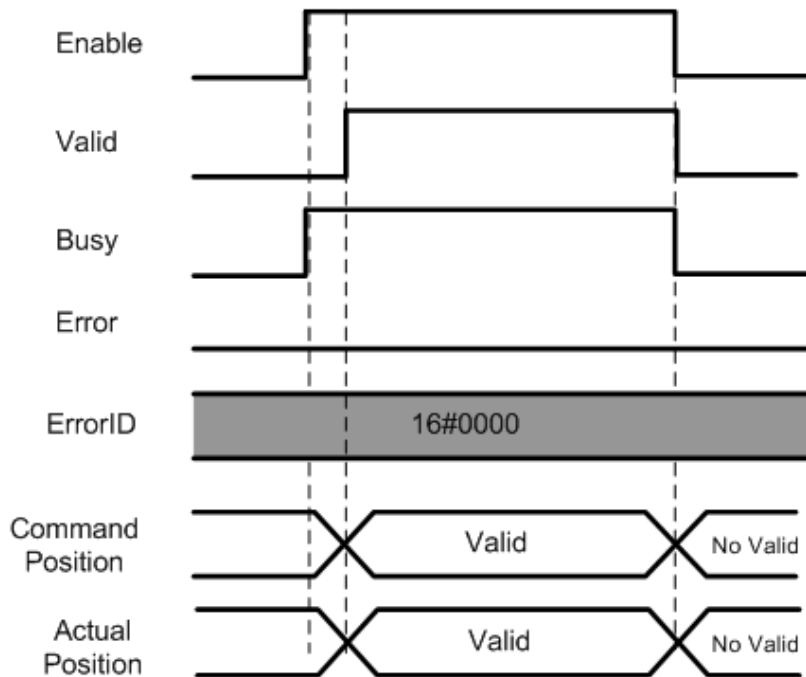 Enable
Valid
Busy
Error
ErrorID
16#0000
Command
Position
Valid
No Valid
Actual
Position
Valid
No Valid